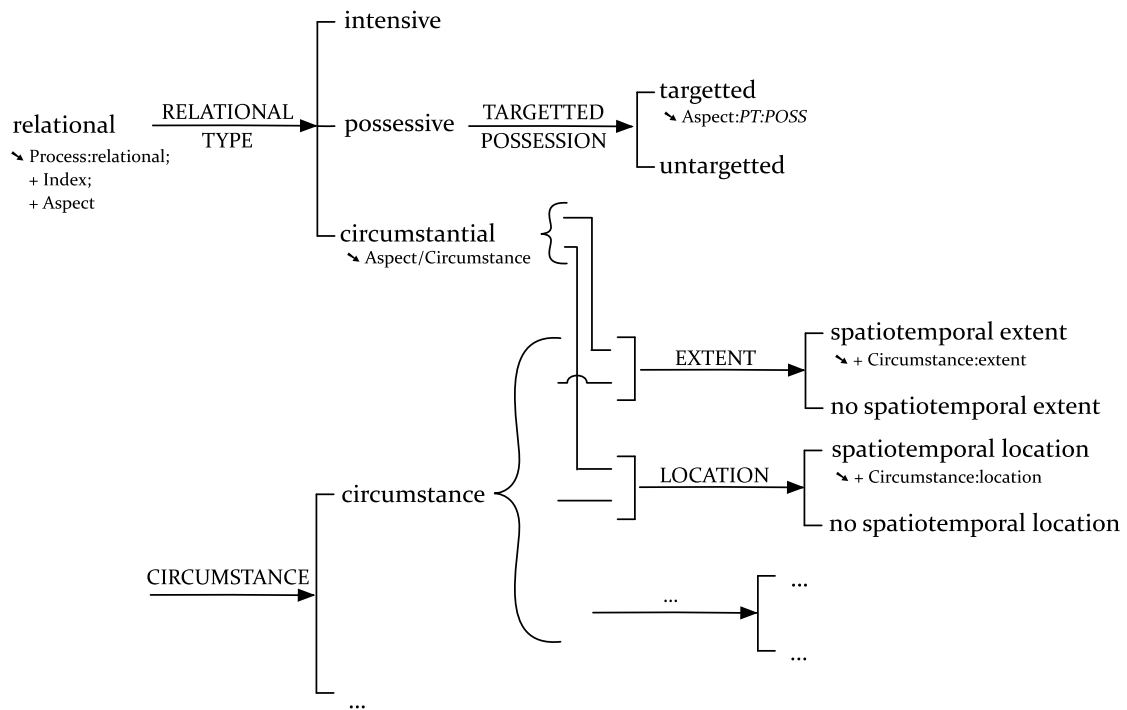 intensive
relational
RELATIONAL
TYPE
possessive
TARGETTED
POSSESSION
targetted
➘ Aspect:PT:POSS
untargetted
➘ Process:relational;
+ Index;
+ Aspect
circumstantial
➘ Aspect/Circumstance
EXTENT
spatiotemporal extent
➘ + Circumstance:extent
no spatiotemporal extent
LOCATION
spatiotemporal location
➘ + Circumstance:location
no spatiotemporal location
circumstance
CIRCUMSTANCE
...
...
...
...